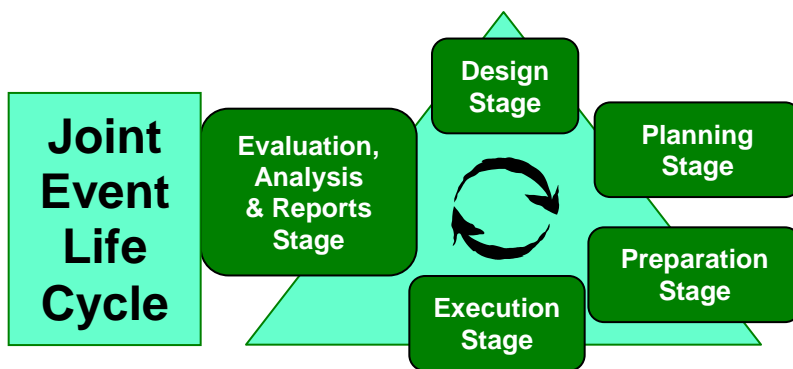 Joint
Event
Life
Cycle
Design
Stage
Planning
Stage
Preparation
Stage
Execution
Stage
Evaluation,
Analysis
& Reports
Stage